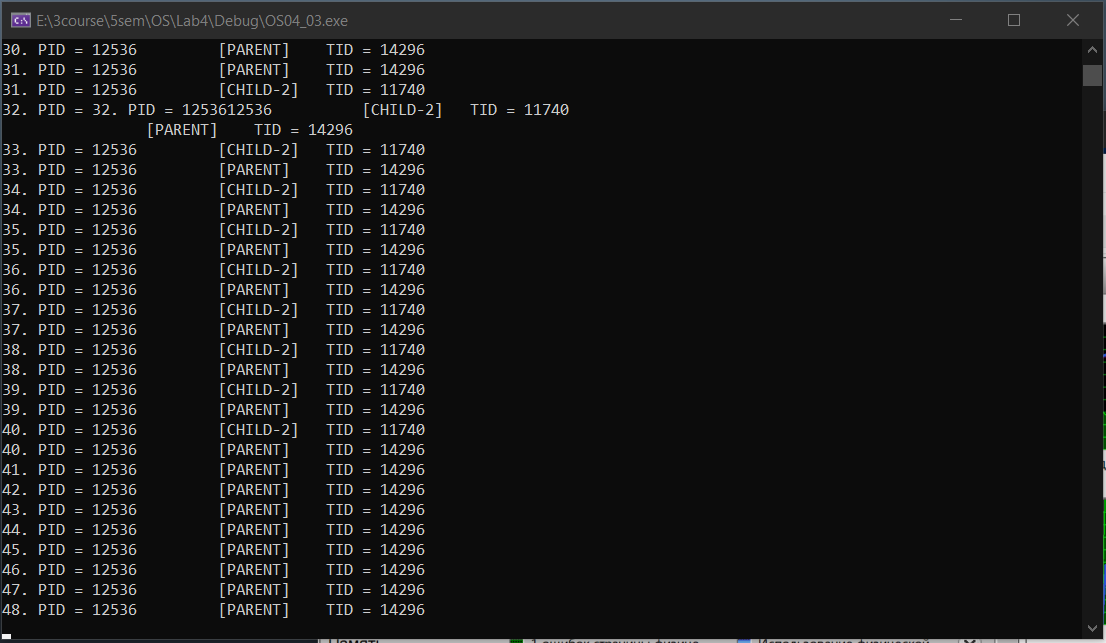 E:\3course\5sem\OS\Lab4\Debug\OS04_03.exe
30. PID = 12536         [PARENT]    TID = 14296
31. PID = 12536         [PARENT]    TID = 14296
31. PID = 12536         [CHILD-2]   TID = 11740
32. PID = 32. PID = 1253612536          [CHILD-2]   TID = 11740
                [PARENT]    TID = 14296
33. PID = 12536         [CHILD-2]   TID = 11740
33. PID = 12536         [PARENT]    TID = 14296
34. PID = 12536         [CHILD-2]   TID = 11740
34. PID = 12536         [PARENT]    TID = 14296
35. PID = 12536         [CHILD-2]   TID = 11740
35. PID = 12536         [PARENT]    TID = 14296
36. PID = 12536         [CHILD-2]   TID = 11740
36. PID = 12536         [PARENT]    TID = 14296
37. PID = 12536         [CHILD-2]   TID = 11740
37. PID = 12536         [PARENT]    TID = 14296
38. PID = 12536         [CHILD-2]   TID = 11740
38. PID = 12536         [PARENT]    TID = 14296
39. PID = 12536         [CHILD-2]   TID = 11740
39. PID = 12536         [PARENT]    TID = 14296
40. PID = 12536         [CHILD-2]   TID = 11740
40. PID = 12536         [PARENT]    TID = 14296
41. PID = 12536         [PARENT]    TID = 14296
42. PID = 12536         [PARENT]    TID = 14296
43. PID = 12536         [PARENT]    TID = 14296
44. PID = 12536         [PARENT]    TID = 14296
45. PID = 12536         [PARENT]    TID = 14296
46. PID = 12536         [PARENT]    TID = 14296
47. PID = 12536         [PARENT]    TID = 14296
48. PID = 12536         [PARENT]    TID = 14296